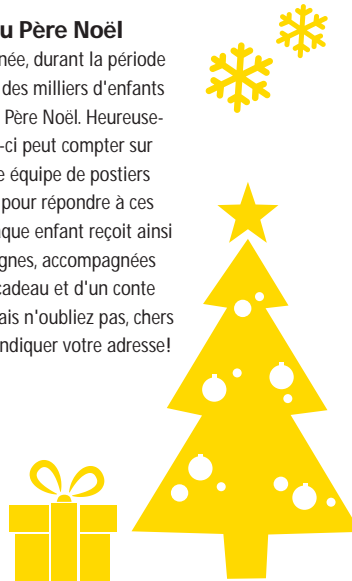 u Père Noël
née, durant la période
des milliers d'enfants
Père Noël. Heureuse-
-ci peut compter sur
e équipe de postiers
pour répondre à ces
que enfant reçoit ainsi
gnes, accompagnées
cadeau et d'un conte
ais n'oubliez pas, chers
ndiquer votre adresse!